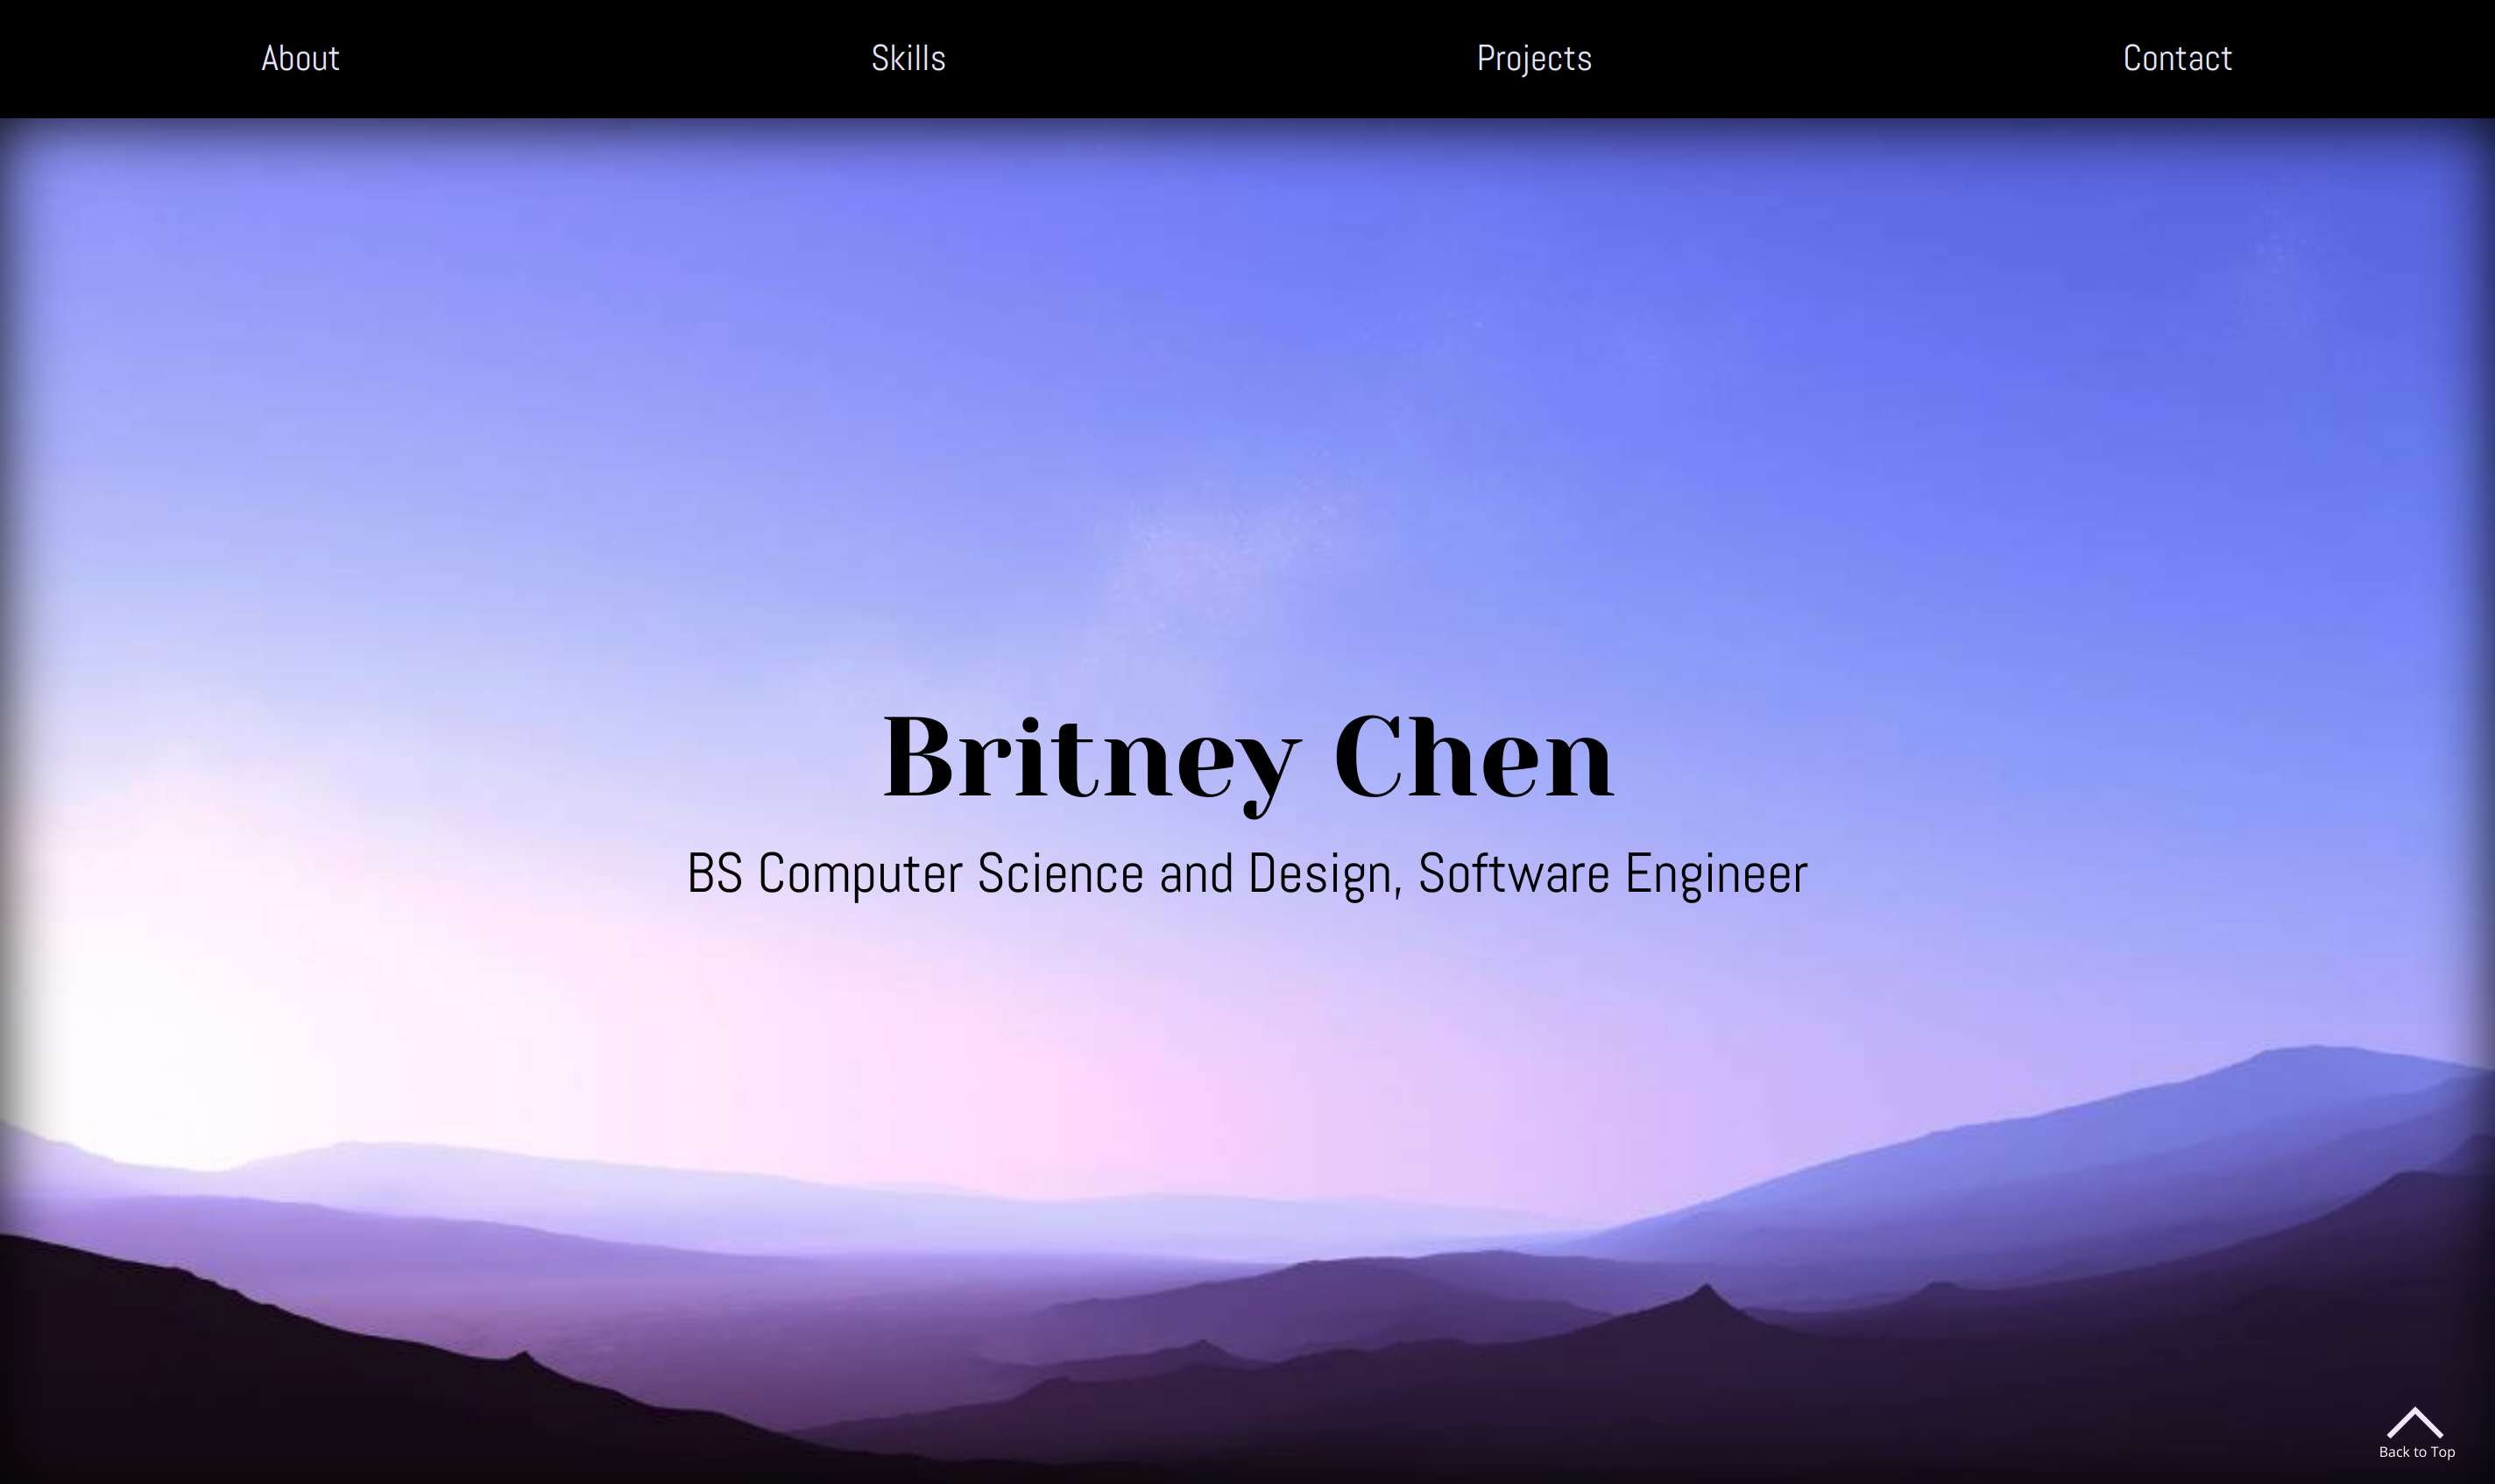 About Skills Projects Contact
Britney Chen
BS Computer Science and Design, Software Engineer
Back to Top